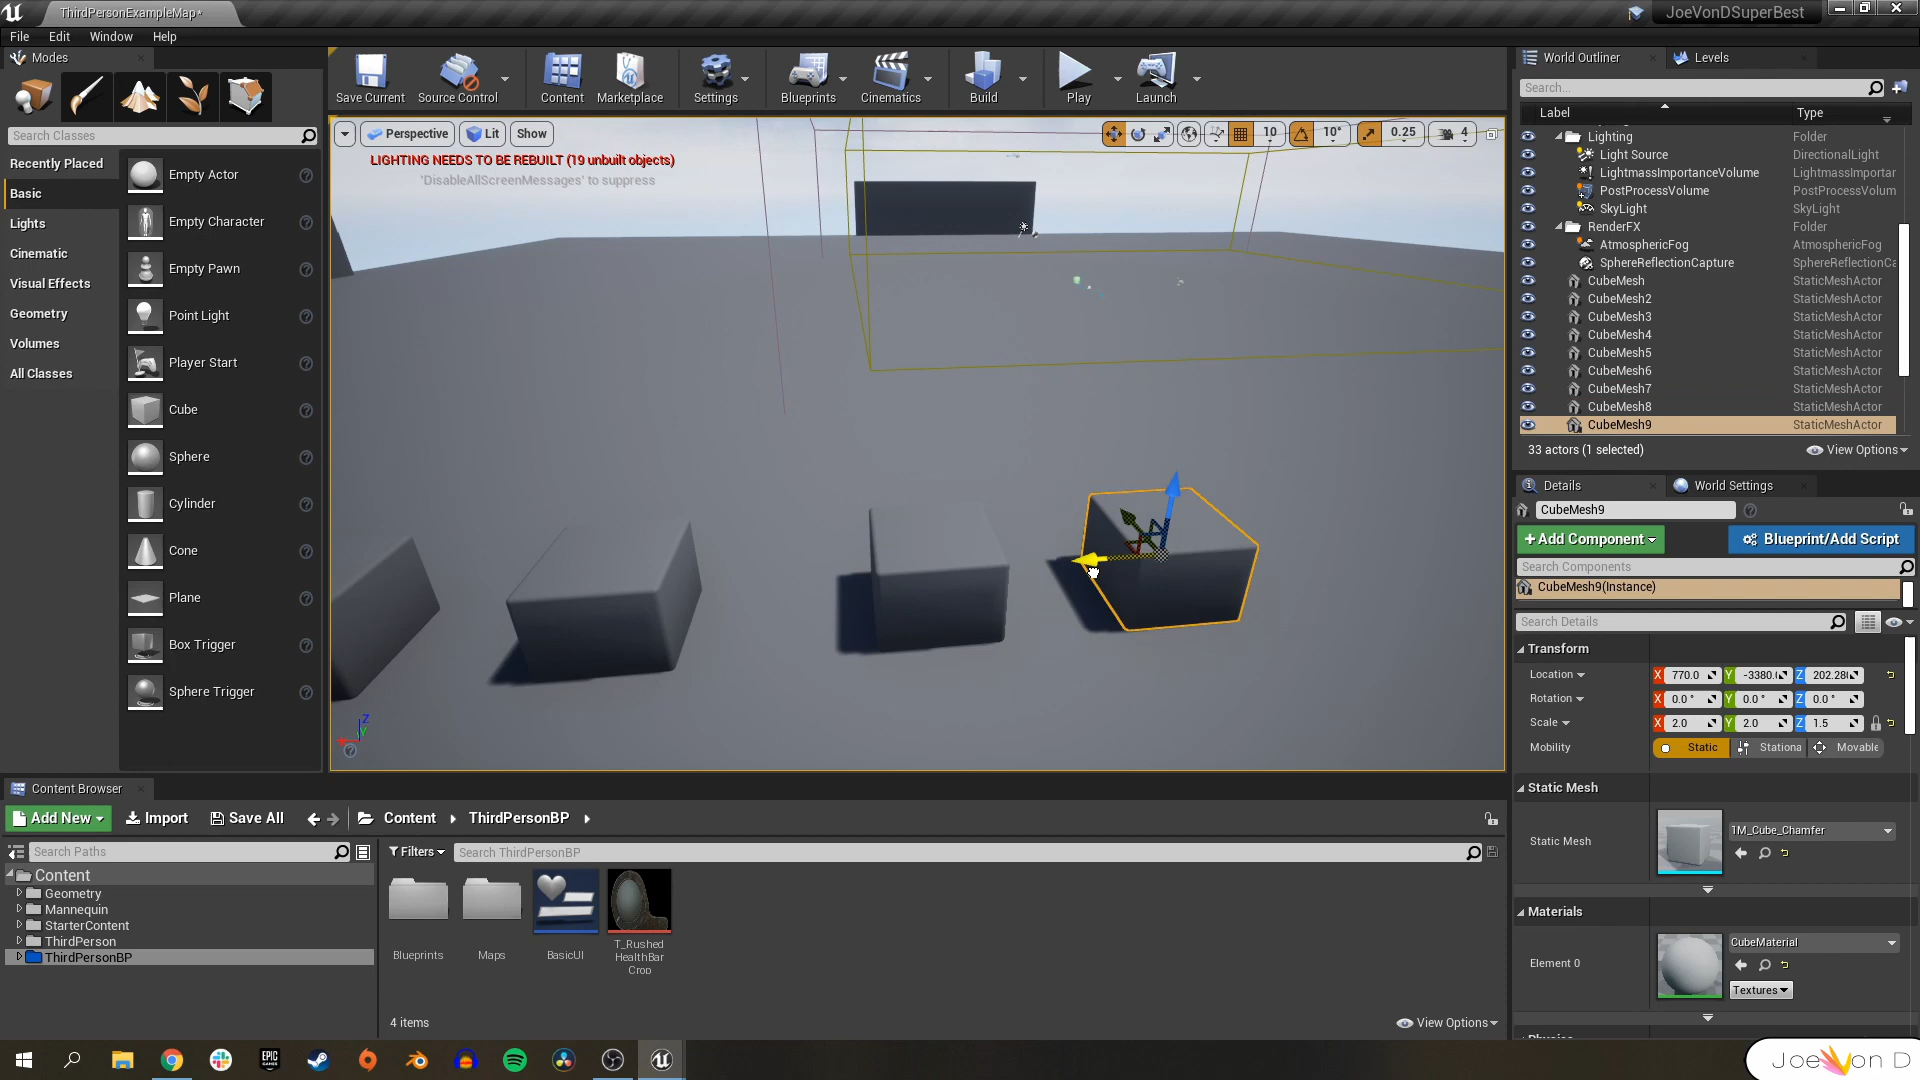 ThirdPersonExampleMap*
JoeVonDSuperBest
File Edit Window Help
Modes
Search Classes
Recently Placed
Basic
Lights
Cinematic
Visual Effects
Geometry
Volumes
All Classes
Empty Actor
Empty Character
Empty Pawn
Point Light
Player Start
Cube
Sphere
Cylinder
Cone
Plane
Box Trigger
Sphere Trigger
Save Current
Source Control
Content
Marketplace
Settings
Blueprints
Cinematics
Build
Play
Launch
Perspective Lit Show
10 10° 0.25 4
LIGHTING NEEDS TO BE REBUILT (19 unbuilt objects)
'DisableAllScreenMessages' to suppress
Z
World Outliner Levels
Search...
Label Type
Lighting Folder
Light Source DirectionalLight
LightmassImportanceVolume LightmassImportar
PostProcessVolume PostProcessVolum
SkyLight SkyLight
RenderFX Folder
AtmosphericFog AtmosphericFog
SphereReflectionCapture SphereReflectionCa
CubeMesh StaticMeshActor
CubeMesh2 StaticMeshActor
CubeMesh3 StaticMeshActor
CubeMesh4 StaticMeshActor
CubeMesh5 StaticMeshActor
CubeMesh6 StaticMeshActor
CubeMesh7 StaticMeshActor
CubeMesh8 StaticMeshActor
CubeMesh9 StaticMeshActor
33 actors (1 selected) View Options
Details World Settings
CubeMesh9
+Add Component Blueprint/Add Script
Search Components
CubeMesh9(Instance)
Search Details
Transform
Location X 770.0 Y -3380.( Z 202.28(
Rotation X 0.0 ° Y 0.0 ° Z 0.0 °
Scale X 2.0 Y 2.0 Z 1.5
Mobility Static Stationa Movable
Static Mesh
Static Mesh 1M_Cube_Chamfer
Materials
Element 0 CubeMaterial
Textures
Content Browser
Add New Import Save All Content ThirdPersonBP
Search Paths
Filters Search ThirdPersonBP
Content
Geometry
Mannequin
StarterContent
ThirdPerson
ThirdPersonBP
Blueprints
Maps
BasicUI
T_Rushed
HealthBar
Crop
4 items View Options
EPIC
GAMES
Joe Von D